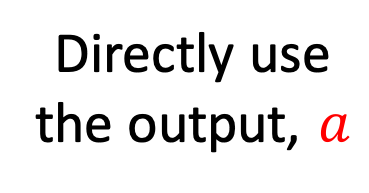 Directly use
the output, a